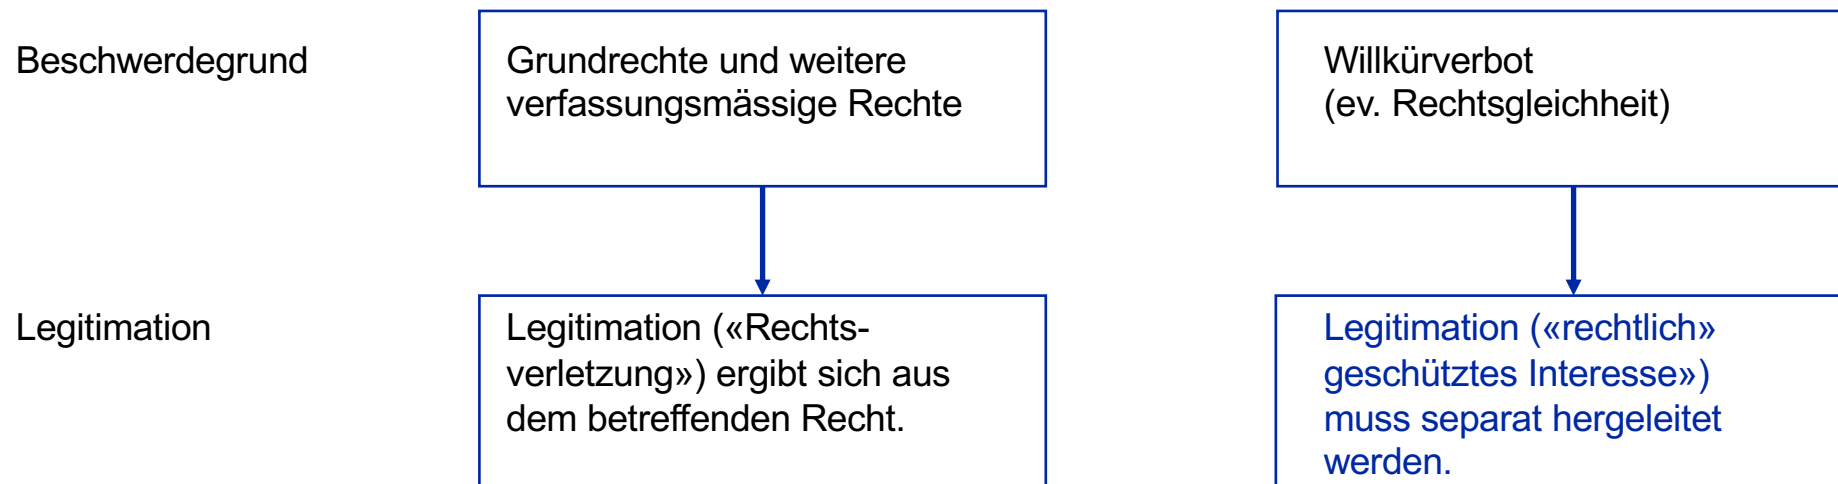 Beschwerdegrund
Grundrechte und weitere
verfassungsmässige Rechte
Willkürverbot
(ev. Rechtsgleichheit)
Legitimation
Legitimation («Rechts-
verletzung») ergibt sich aus
dem betreffenden Recht.
Legitimation («rechtlich»
geschütztes Interesse»)
muss separat hergeleitet
werden.